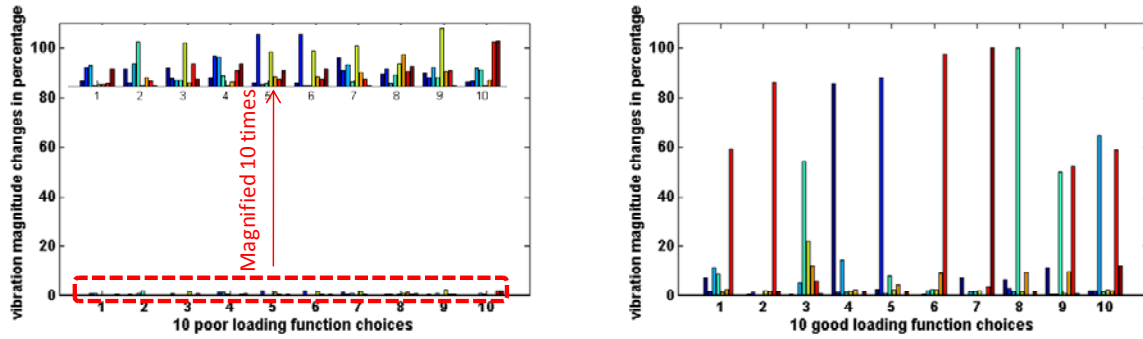 vibration magnitude changes in percentage
100
80
60
40
20
0
1 2 3 4 5 6 7 8 9 10
Magnified 10 times
1 2 3 4 5 6 7 8 9 10
10 poor loading function choices
vibration magnitude changes in percentage
100
80
60
40
20
0
1 2 3 4 5 6 7 8 9 10
10 good loading function choices